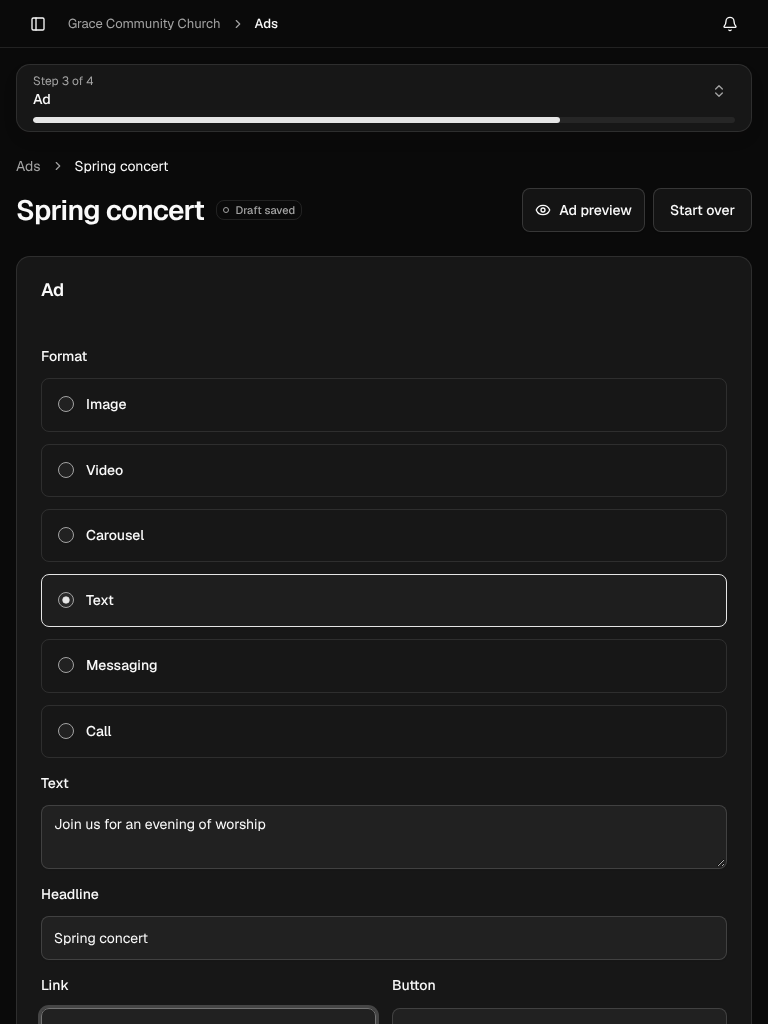 Grace Community Church > Ads
Step 3 of 4
Ad
Ads > Spring concert
Spring concert
Draft saved
Ad preview
Start over
Ad
Format
Image
Video
Carousel
Text
Messaging
Call
Text
Join us for an evening of worship
Headline
Spring concert
Link
Button